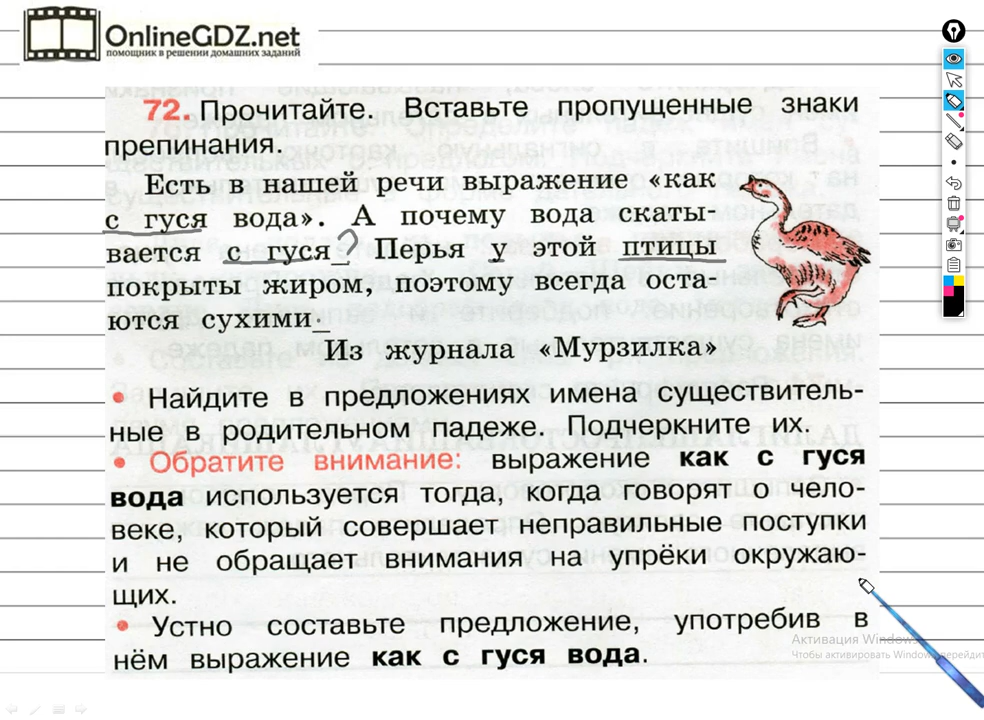 OnlineGDZ.net
помощник в решении домашних заданий
72. Прочитайте. Вставьте пропущенные знаки
препинания.
Есть в нашей речи выражение «как
с гуся вода». А почему вода скаты-
вается с гуся ? Перья у этой птицы
покрыты жиром, поэтому всегда оста-
ются сухими.
Из журнала «Мурзилка»
• Найдите в предложениях имена существитель-
ные в родительном падеже. Подчеркните их.
• Обратите внимание: выражение как с гуся
вода используется тогда, когда говорят о чело-
веке, который совершает неправильные поступки
и не обращает внимания на упрёки окружаю-
щих.
• Устно составьте предложение, употребив в
нём выражение как с гуся вода.
Активация Windows
Чтобы активировать Windows, перейдите